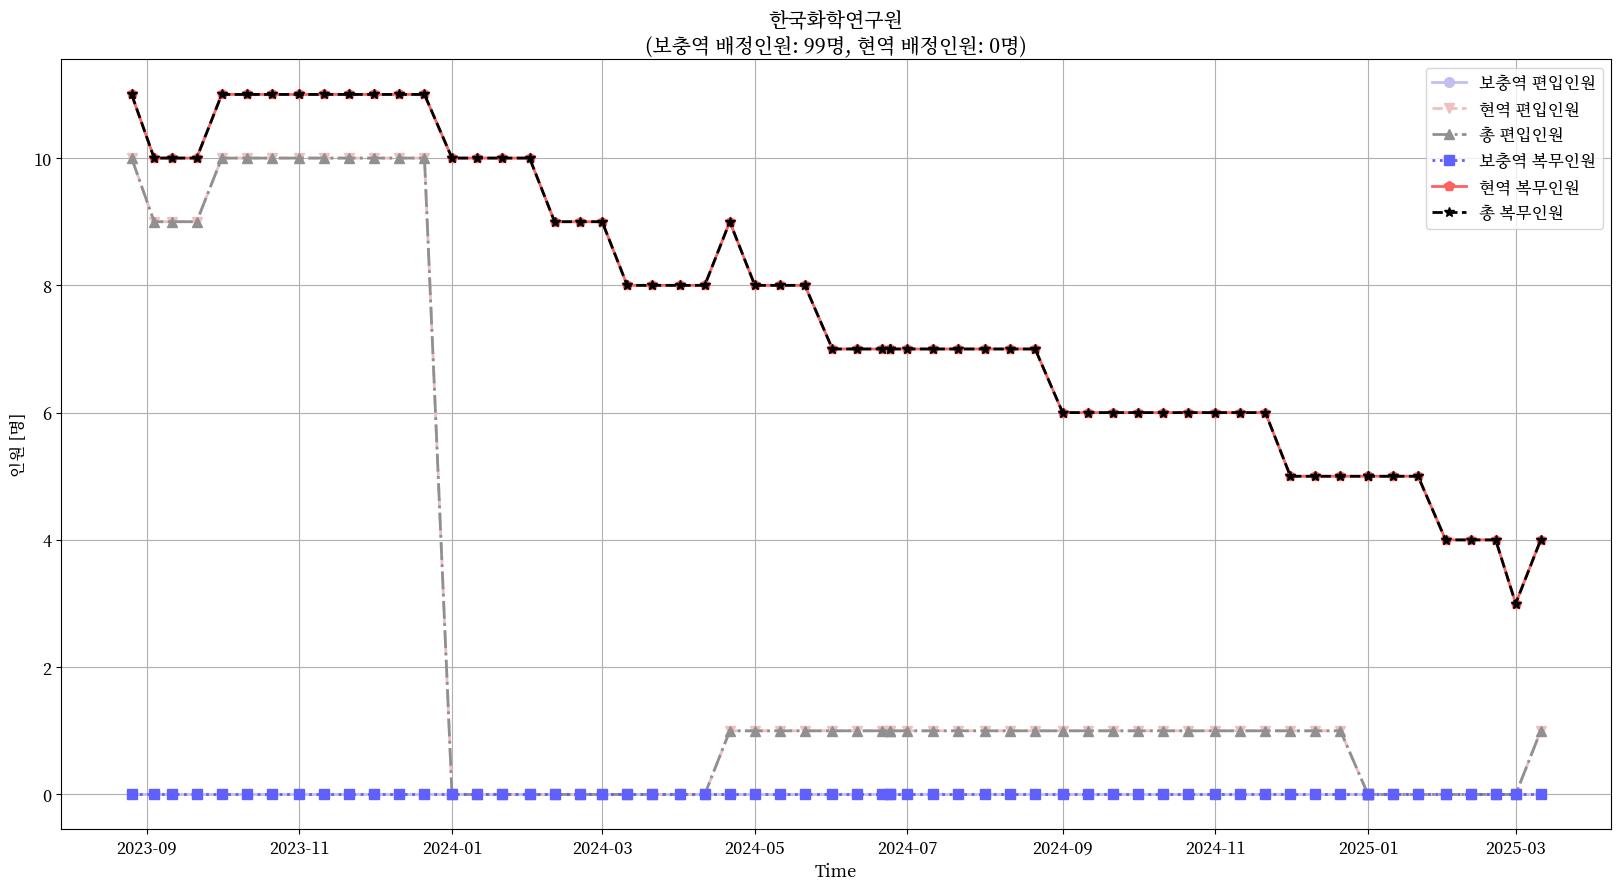 한국화학연구원
(보충역 배정인원: 99명, 현역 배정인원: 0명)
보충역 편입인원
현역 편입인원
총 편입인원
보충역 복무인원
현역 복무인원
총 복무인원
10
8
6
4
2
0
인원 [명]
2023-09
2023-11
2024-01
2024-03
2024-05
2024-07
2024-09
2024-11
2025-01
2025-03
Time